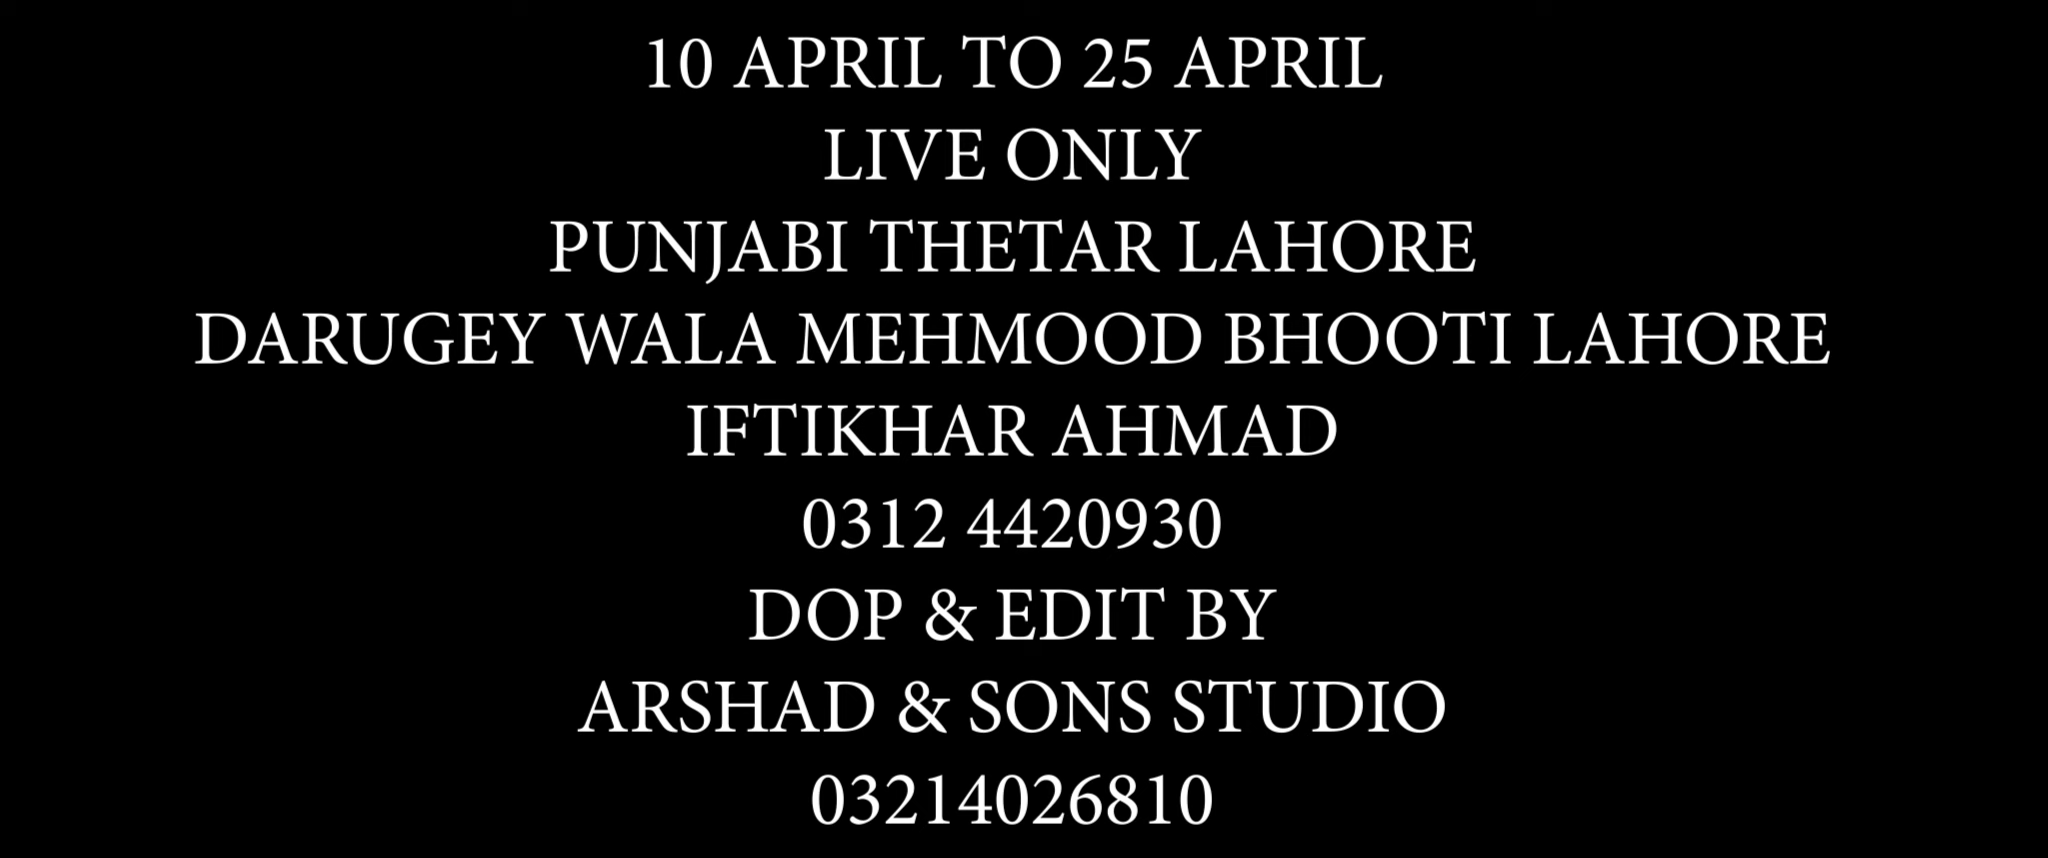 10 APRIL TO 25 APRIL
LIVE ONLY
PUNJABI THETAR LAHORE
DARUGEY WALA MEHMOOD BHOOTI LAHORE
IFTIKHAR AHMAD
0312 4420930
DOP & EDIT BY
ARSHAD & SONS STUDIO
03214026810